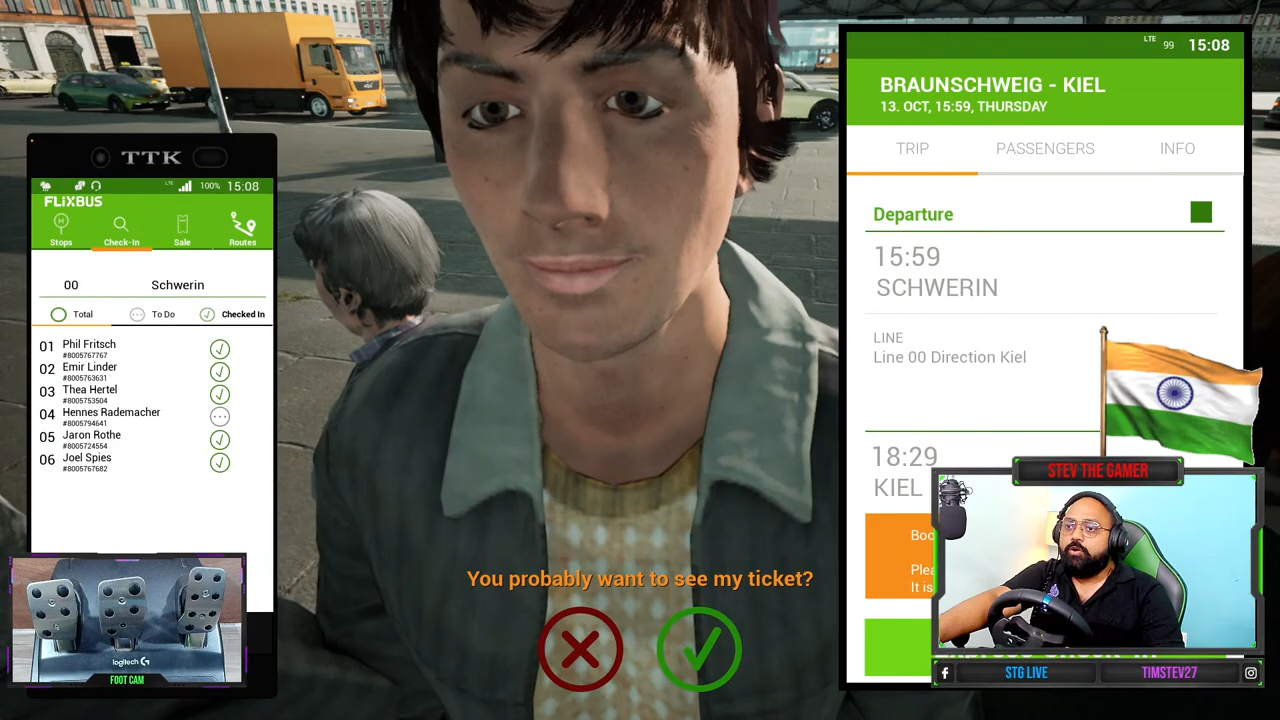 TTK
100% 15:08
FLiXBUS
Stops Check-In Sale Routes
00 Schwerin
Total To Do Checked In
01 Phil Fritsch
#8005767767
02 Emir Linder
#8005763631
03 Thea Hertel
#8005753504
04 Hennes Rademacher
#8005794641
05 Jaron Rothe
#8005724554
06 Joel Spies
#8005767682
logitech G
FOOT CAM
You probably want to see my ticket?
LTE 99 15:08
BRAUNSCHWEIG - KIEL
13. OCT, 15:59, THURSDAY
TRIP PASSENGERS INFO
Departure
15:59
SCHWERIN
LINE
Line 00 Direction Kiel
18:29
KIEL
Boo
Plea
It is
STEV THE GAMER
STG LIVE TIMSTEV27